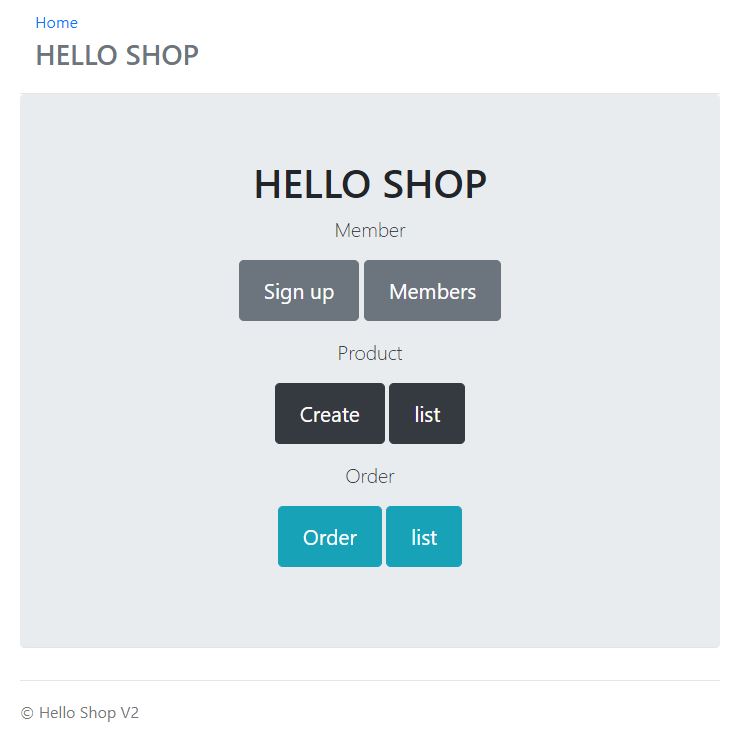 Home
HELLO SHOP
HELLO SHOP
Member
Sign up Members
Product
Create list
Order
Order list
© Hello Shop V2